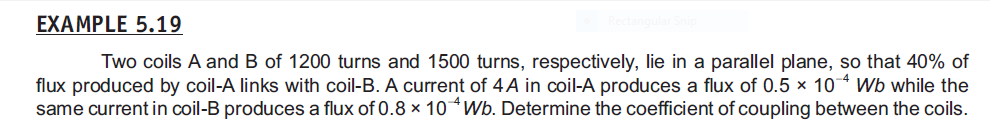 EXAMPLE 5.19
Rectangular Snip
Two coils A and B of 1200 turns and 1500 turns, respectively, lie in a parallel plane, so that 40% of
flux produced by coil-A links with coil-B. A current of 4A in coil-A produces a flux of 0.5 × 10⁻⁴ Wb while the
same current in coil-B produces a flux of 0.8 × 10⁻⁴ Wb. Determine the coefficient of coupling between the coils.